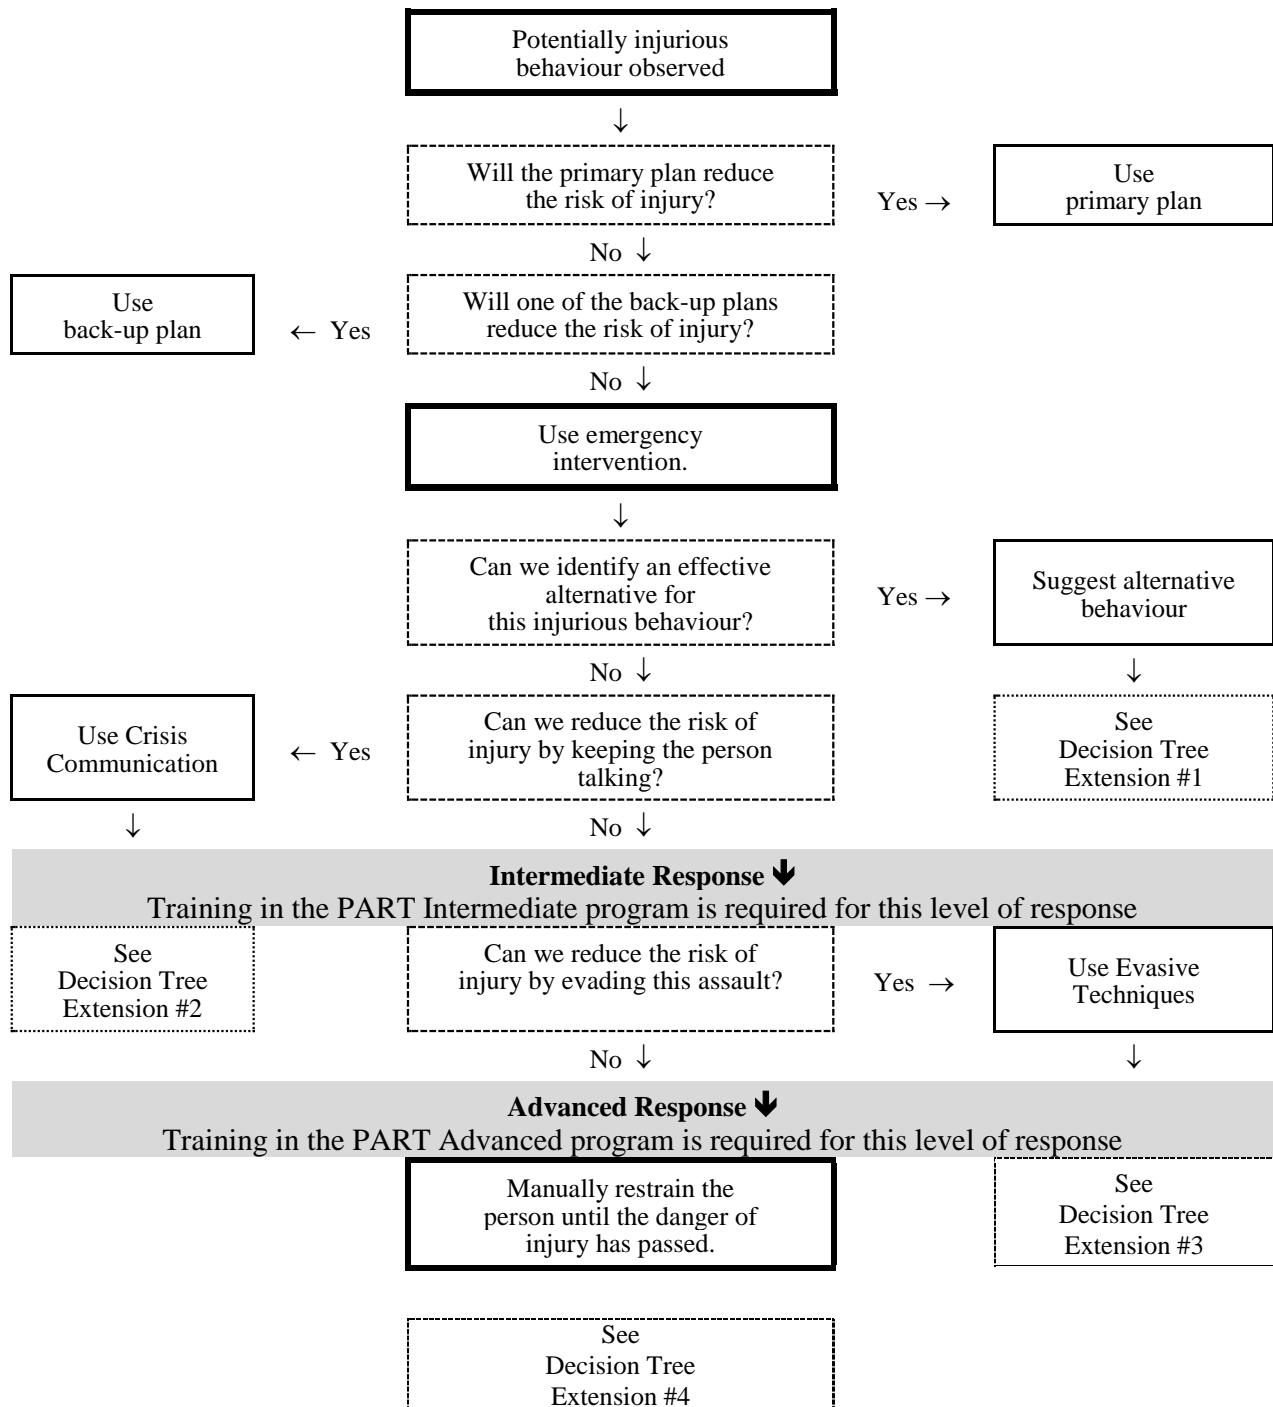 Potentially injurious
behaviour observed
↓
Will the primary plan reduce
the risk of injury?
Yes →
Use
primary plan
No ↓
Use
back-up plan
← Yes
Will one of the back-up plans
reduce the risk of injury?
No ↓
Use emergency
intervention.
↓
Can we identify an effective
alternative for
this injurious behaviour?
Yes →
Suggest alternative
behaviour
No ↓
↓
Use Crisis
Communication
← Yes
Can we reduce the risk of
injury by keeping the person
talking?
See
Decision Tree
Extension #1
↓
No ↓
Intermediate Response 🡻
Training in the PART Intermediate program is required for this level of response
See
Decision Tree
Extension #2
Can we reduce the risk of
injury by evading this assault?
Yes →
Use Evasive
Techniques
No ↓
↓
Advanced Response 🡻
Training in the PART Advanced program is required for this level of response
Manually restrain the
person until the danger of
injury has passed.
See
Decision Tree
Extension #3
See
Decision Tree
Extension #4